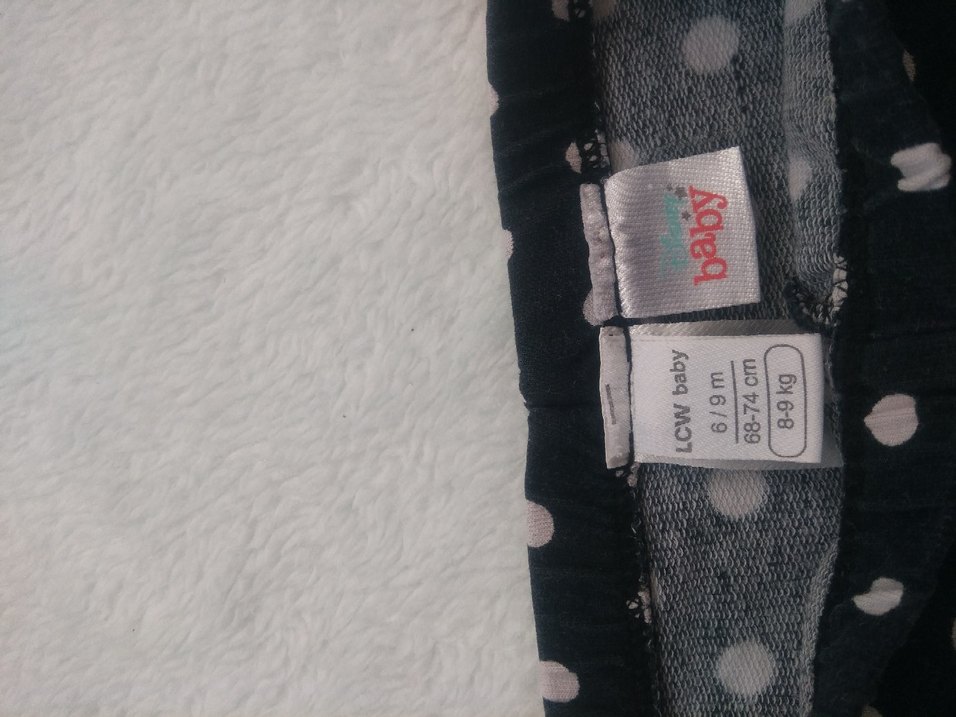 baby
LCW baby
6 / 9 m
68-74 cm
8-9 kg